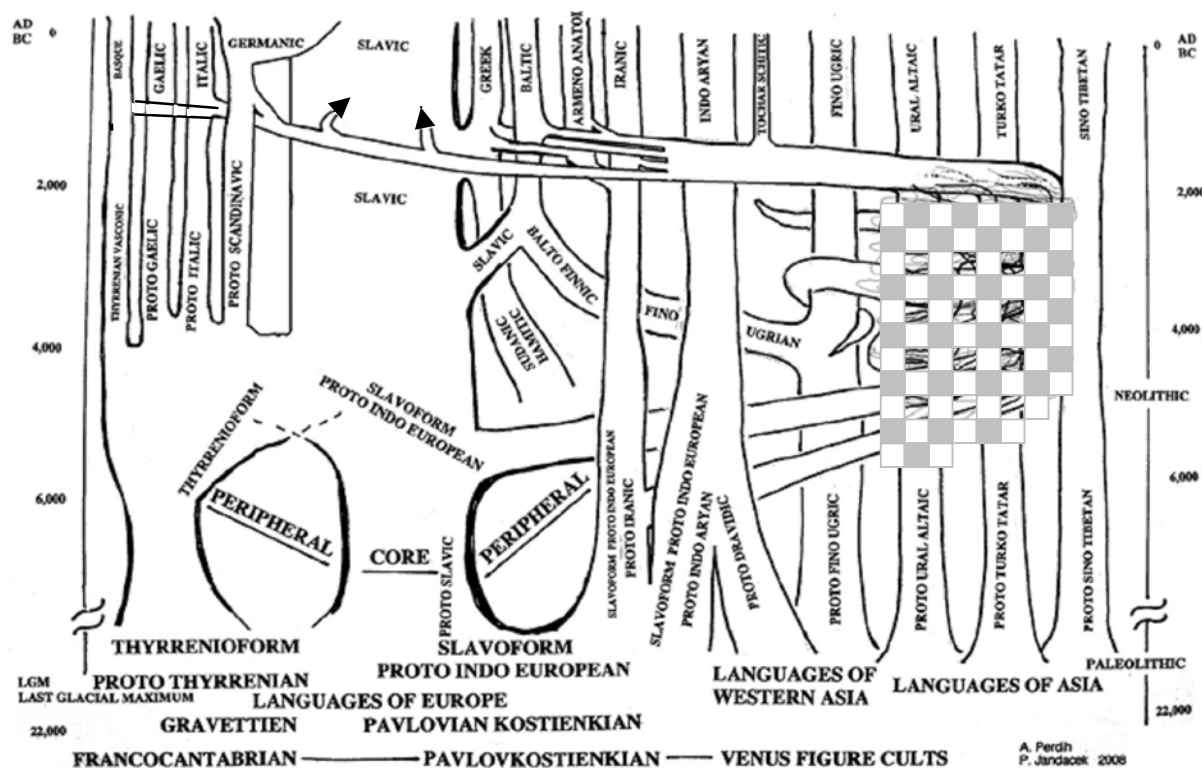 AD
BC
0
AD
BC
0
BASQUE
GAELIC
ITALIC
GERMANIC
SLAVIC
GREEK
BALTIC
ARMENO ANATOI
IRANIC
INDO ARYAN
TOCHAR SCHITIC
FINO UGRIC
URAL ALTAIC
TURKO TATAR
SINO TIBETAN
2,000
2,000
THYERENIAN VASCONIC
PROTO GAELIC
PROTO ITALIC
PROTO SCANDINAVIC
SLAVIC
SLAVIC
BALTO FINNIC
SUDANIC
HAMITIC
FINO
UGRIAN
4,000
4,000
NEOLITHIC
THYRRENIOFORM
SLAVOFORM
PROTO INDO EUROPEAN
6,000
6,000
PERIPHERAL
CORE
PROTO SLAVIC
PERIPHERAL
SLAVOFORM PROTO INDO EUROPEAN
PROTO IRANIC
SLAVOFORM PROTO INDO EUROPEAN
PROTO INDO ARYAN
PROTO DRAVIDIC
PROTO FINO UGRIC
PROTO URAL ALTAIC
PROTO TURKO TATAR
PROTO SINO TIBETAN
THYRRENIOFORM
SLAVOFORM
PROTO INDO EUROPEAN
PALEOLITHIC
LGM
LAST GLACIAL MAXIMUM
PROTO THYRRENIAN
LANGUAGES OF EUROPE
LANGUAGES OF
WESTERN ASIA
LANGUAGES OF ASIA
GRAVETTIEN
PAVLOVIAN KOSTIENKIAN
22,000
22,000
FRANCOCANTABRIAN
PAVLOVKOSTIENKIAN
VENUS FIGURE CULTS
A. Perdih
P. Jandacek 2008